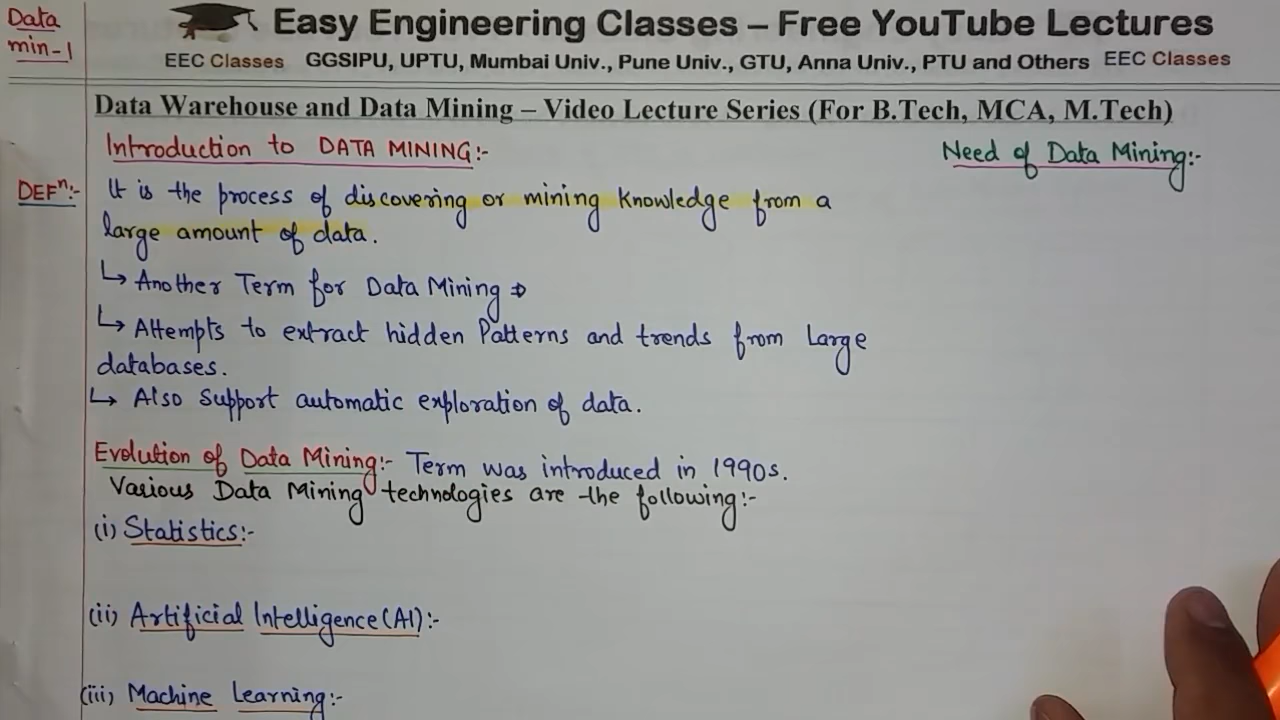 Data
min-1
Easy Engineering Classes – Free YouTube Lectures
EEC Classes GGSIPU, UPTU, Mumbai Univ., Pune Univ., GTU, Anna Univ., PTU and Others EEC Classes
Data Warehouse and Data Mining – Video Lecture Series (For B.Tech, MCA, M.Tech)
Introduction to DATA MINING:-
Need of Data Mining:-
DEFⁿ:- It is the process of discovering or mining knowledge from a
large amount of data.
↳ Another Term for Data Mining ⇒
↳ Attempts to extract hidden Patterns and trends from Large
databases.
↳ Also Support automatic exploration of data.
Evolution of Data Mining:- Term was introduced in 1990s.
Various Data Mining technologies are the following:-
(i) Statistics:-
(ii) Artificial Intelligence(AI):-
(iii) Machine Learning:-